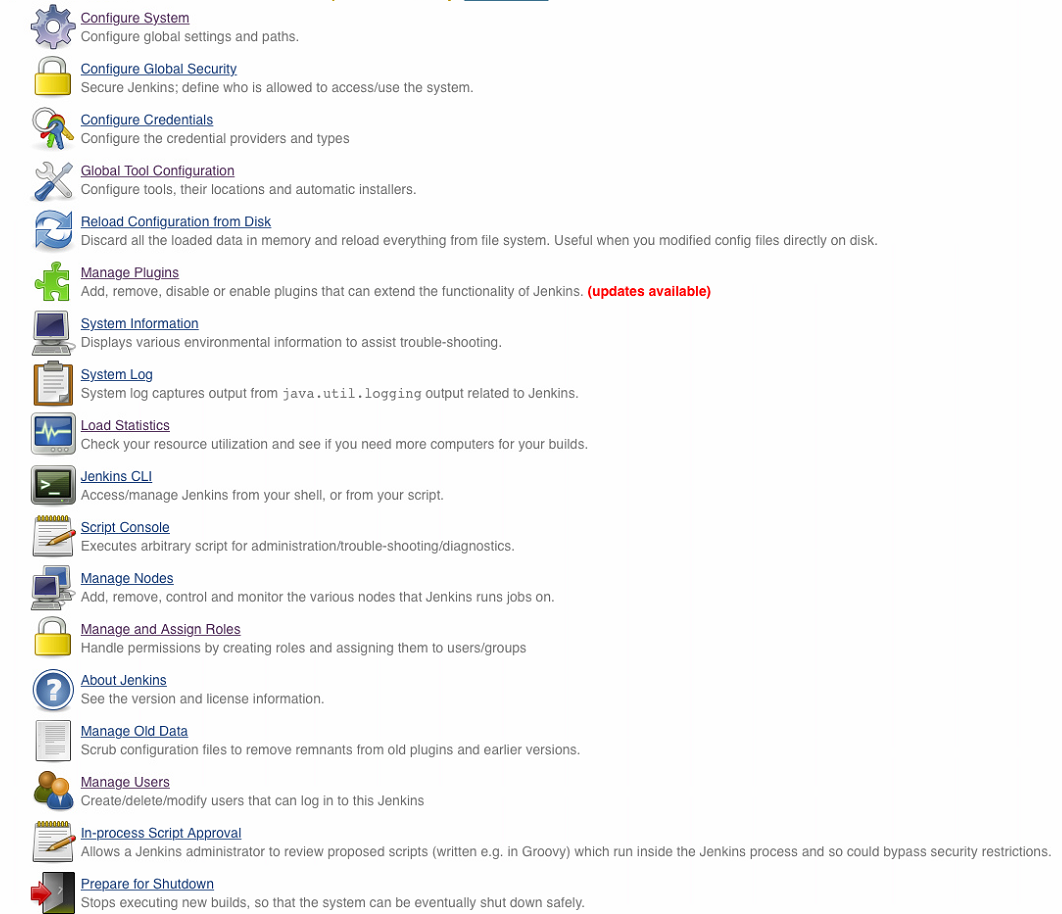 Configure System
Configure global settings and paths.
Configure Global Security
Secure Jenkins; define who is allowed to access/use the system.
Configure Credentials
Configure the credential providers and types
Global Tool Configuration
Configure tools, their locations and automatic installers.
Reload Configuration from Disk
Discard all the loaded data in memory and reload everything from file system. Useful when you modified config files directly on disk.
Manage Plugins
Add, remove, disable or enable plugins that can extend the functionality of Jenkins. (updates available)
System Information
Displays various environmental information to assist trouble-shooting.
System Log
System log captures output from java.util.logging output related to Jenkins.
Load Statistics
Check your resource utilization and see if you need more computers for your builds.
Jenkins CLI
>_
Access/manage Jenkins from your shell, or from your script.
Script Console
Executes arbitrary script for administration/trouble-shooting/diagnostics.
Manage Nodes
Add, remove, control and monitor the various nodes that Jenkins runs jobs on.
Manage and Assign Roles
Handle permissions by creating roles and assigning them to users/groups
About Jenkins
?
See the version and license information.
Manage Old Data
Scrub configuration files to remove remnants from old plugins and earlier versions.
Manage Users
Create/delete/modify users that can log in to this Jenkins
In-process Script Approval
Allows a Jenkins administrator to review proposed scripts (written e.g. in Groovy) which run inside the Jenkins process and so could bypass security restrictions.
Prepare for Shutdown
Stops executing new builds, so that the system can be eventually shut down safely.